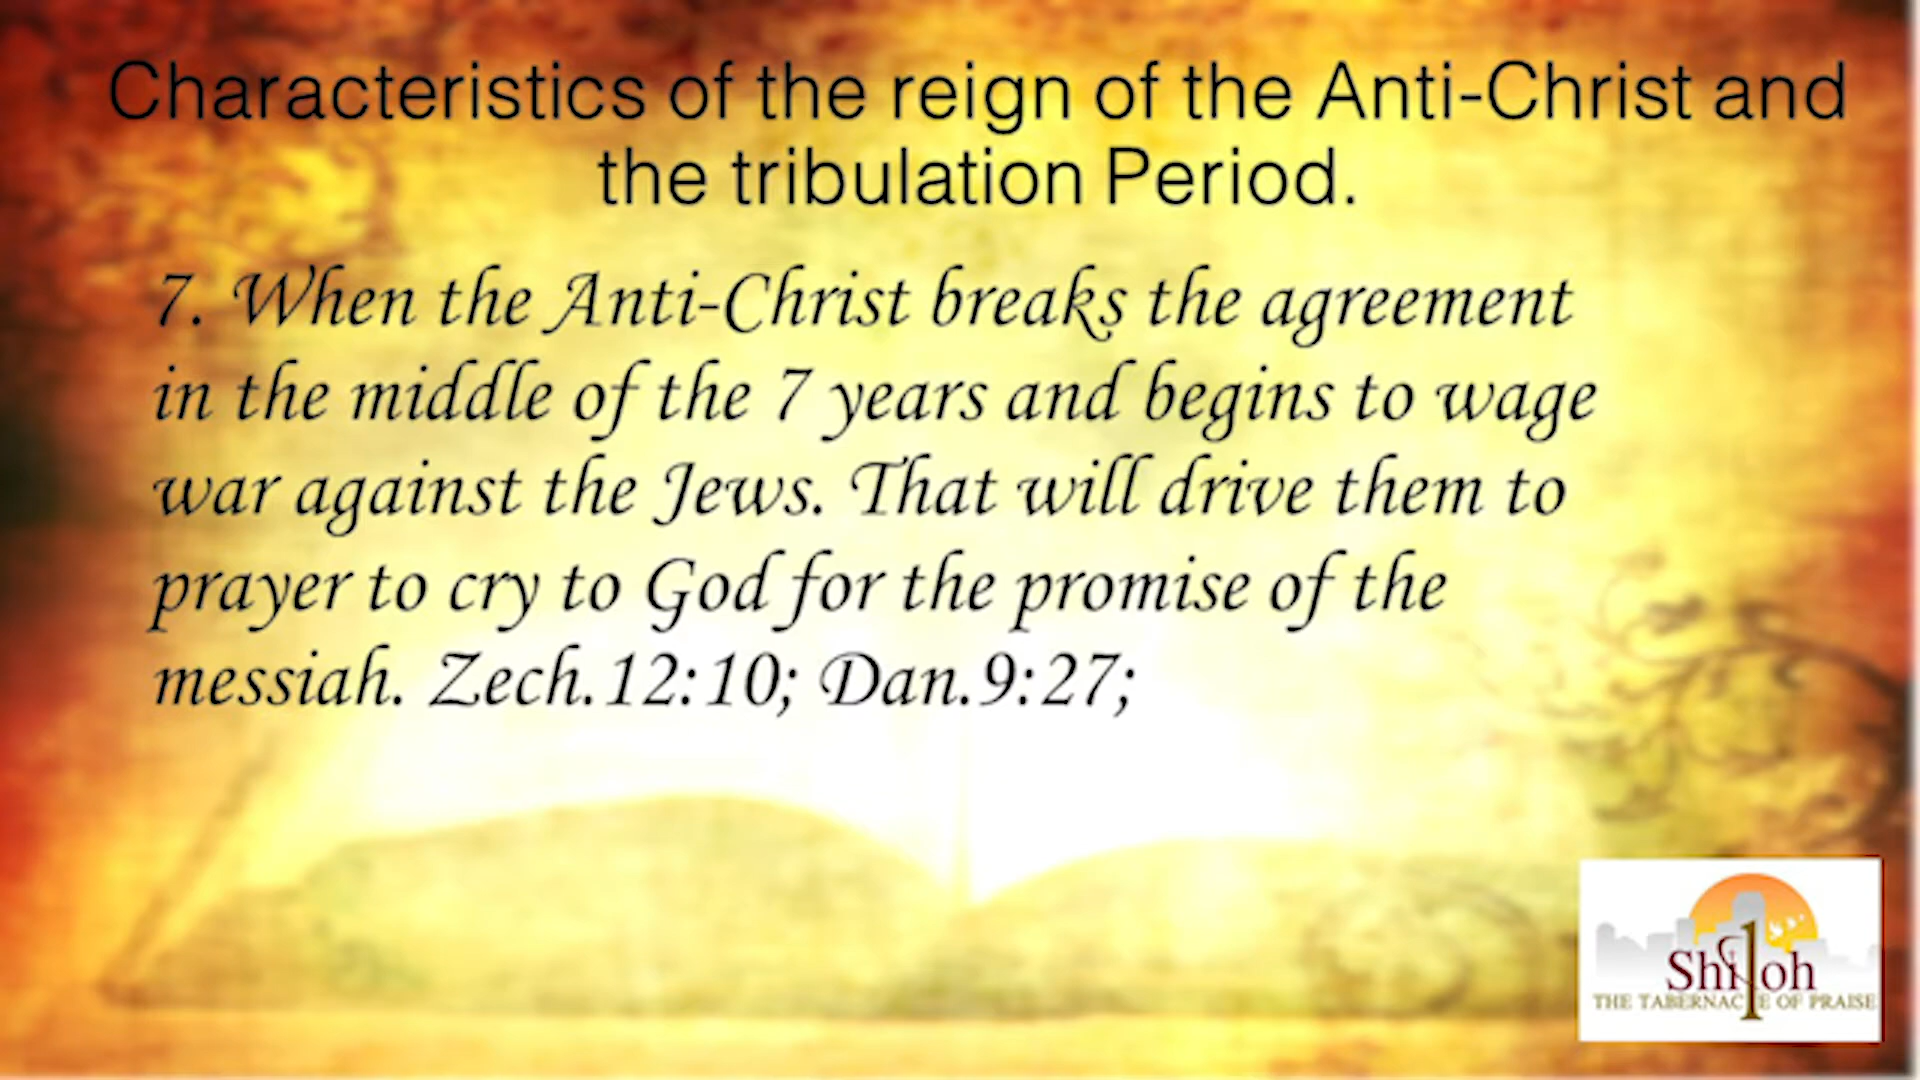 Characteristics of the reign of the Anti-Christ and
the tribulation Period.
7. When the Anti-Christ breaks the agreement
in the middle of the 7 years and begins to wage
war against the Jews. That will drive them to
prayer to cry to God for the promise of the
messiah. Zech.12:10; Dan.9:27;
Shiloh
THE TABERNACLE OF PRAISE